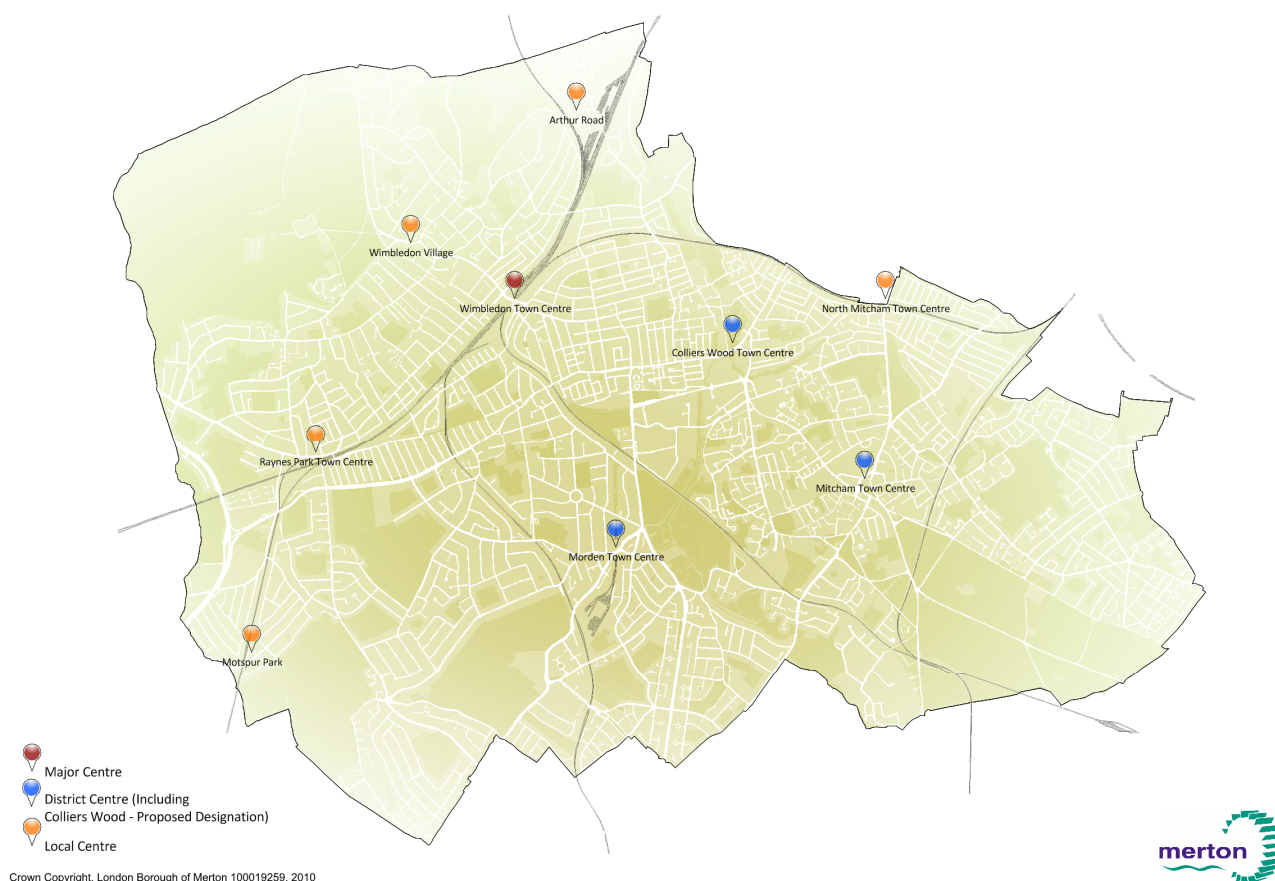 Arthur Road
Wimbledon Village
Wimbledon Town Centre
North Mitcham Town Centre
Colliers Wood Town Centre
Raynes Park Town Centre
Mitcham Town Centre
Morden Town Centre
Motspur Park
Major Centre
District Centre (Including
Colliers Wood - Proposed Designation)
Local Centre
merton
Crown Copyright. London Borough of Merton 100019259. 2010